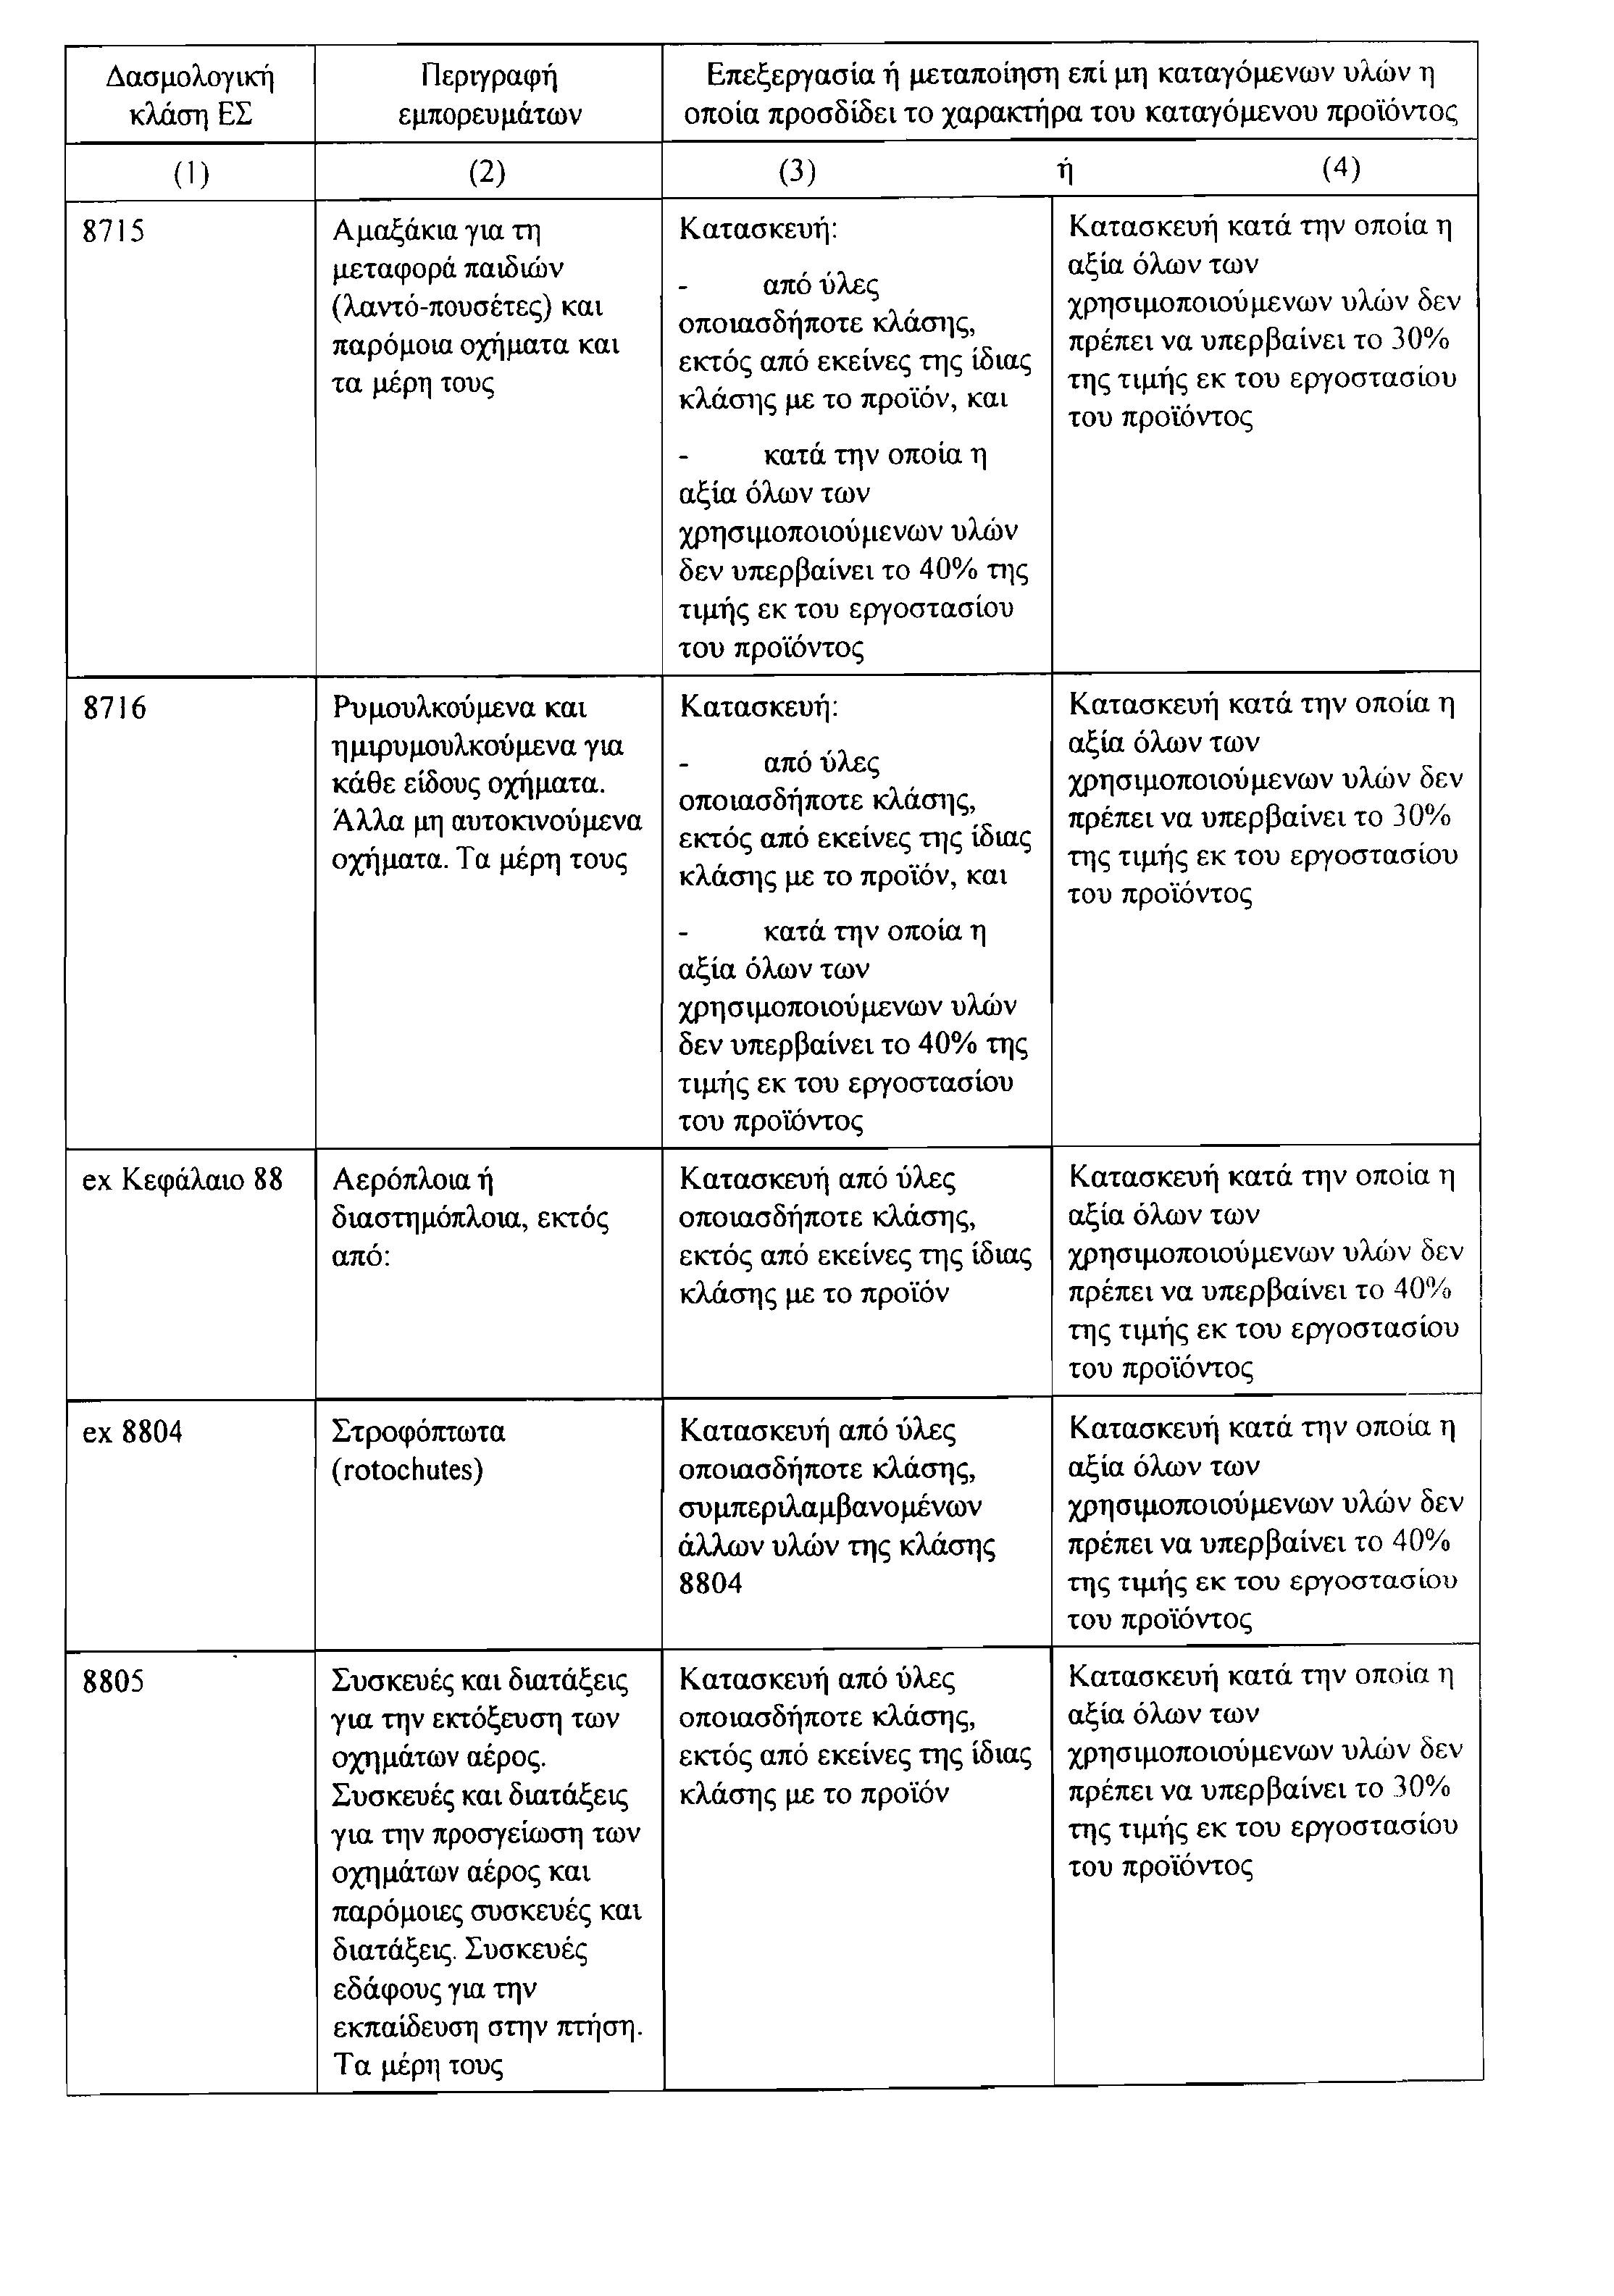 Δασμολογική
κλάση ΕΣ
Περιγραφή
εμπορευμάτων
Επεξεργασία ή μεταποίηση επί μη καταγόμενων υλών η
οποία προσδίδει το χαρακτήρα του καταγόμενου προϊόντος
(1)
(2)
(3) ή (4)
8715
Αμαξάκια για τη
μεταφορά παιδιών
(λαντό-πουσέτες) και
παρόμοια οχήματα και
τα μέρη τους
Κατασκευή:
- από ύλες
οποιασδήποτε κλάσης,
εκτός από εκείνες της ίδιας
κλάσης με το προϊόν, και
- κατά την οποία η
αξία όλων των
χρησιμοποιούμενων υλών
δεν υπερβαίνει το 40% της
τιμής εκ του εργοστασίου
του προϊόντος
Κατασκευή κατά την οποία η
αξία όλων των
χρησιμοποιούμενων υλών δεν
πρέπει να υπερβαίνει το 30%
της τιμής εκ του εργοστασίου
του προϊόντος
8716
Ρυμουλκούμενα και
ημιρυμουλκούμενα για
κάθε είδους οχήματα.
Άλλα μη αυτοκινούμενα
οχήματα. Τα μέρη τους
Κατασκευή:
- από ύλες
οποιασδήποτε κλάσης,
εκτός από εκείνες της ίδιας
κλάσης με το προϊόν, και
- κατά την οποία η
αξία όλων των
χρησιμοποιούμενων υλών
δεν υπερβαίνει το 40% της
τιμής εκ του εργοστασίου
του προϊόντος
Κατασκευή κατά την οποία η
αξία όλων των
χρησιμοποιούμενων υλών δεν
πρέπει να υπερβαίνει το 30%
της τιμής εκ του εργοστασίου
του προϊόντος
ex Κεφάλαιο 88
Αερόπλοια ή
διαστημόπλοια, εκτός
από:
Κατασκευή από ύλες
οποιασδήποτε κλάσης,
εκτός από εκείνες της ίδιας
κλάσης με το προϊόν
Κατασκευή κατά την οποία η
αξία όλων των
χρησιμοποιούμενων υλών δεν
πρέπει να υπερβαίνει το 40%
της τιμής εκ του εργοστασίου
του προϊόντος
ex 8804
Στροφόπτωτα
(rotochutes)
Κατασκευή από ύλες
οποιασδήποτε κλάσης,
συμπεριλαμβανομένων
άλλων υλών της κλάσης
8804
Κατασκευή κατά την οποία η
αξία όλων των
χρησιμοποιούμενων υλών δεν
πρέπει να υπερβαίνει το 40%
της τιμής εκ του εργοστασίου
του προϊόντος
8805
Συσκευές και διατάξεις
για την εκτόξευση των
οχημάτων αέρος.
Συσκευές και διατάξεις
για την προσγείωση των
οχημάτων αέρος και
παρόμοιες συσκευές και
διατάξεις. Συσκευές
εδάφους για την
εκπαίδευση στην πτήση.
Τα μέρη τους
Κατασκευή από ύλες
οποιασδήποτε κλάσης,
εκτός από εκείνες της ίδιας
κλάσης με το προϊόν
Κατασκευή κατά την οποία η
αξία όλων των
χρησιμοποιούμενων υλών δεν
πρέπει να υπερβαίνει το 30%
της τιμής εκ του εργοστασίου
του προϊόντος